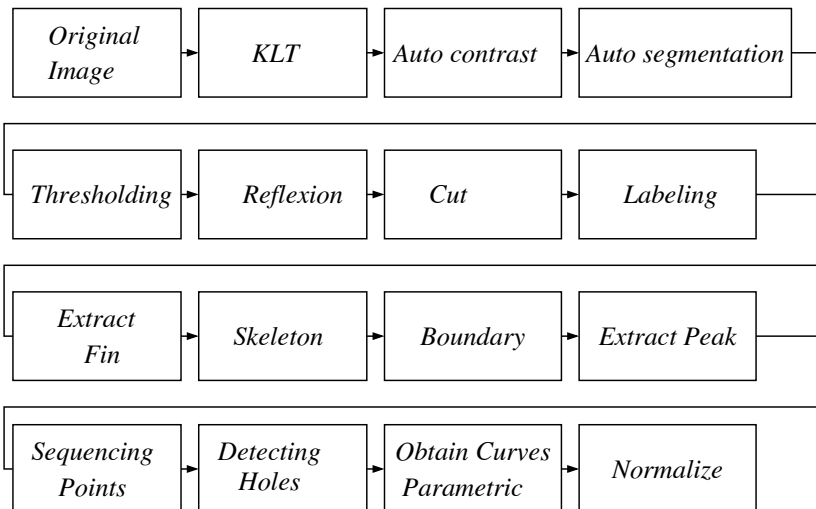 Original
Image
KLT
Auto contrast
Auto segmentation
Thresholding
Reflexion
Cut
Labeling
Extract
Fin
Skeleton
Boundary
Extract Peak
Sequencing
Points
Detecting
Holes
Obtain Curves
Parametric
Normalize